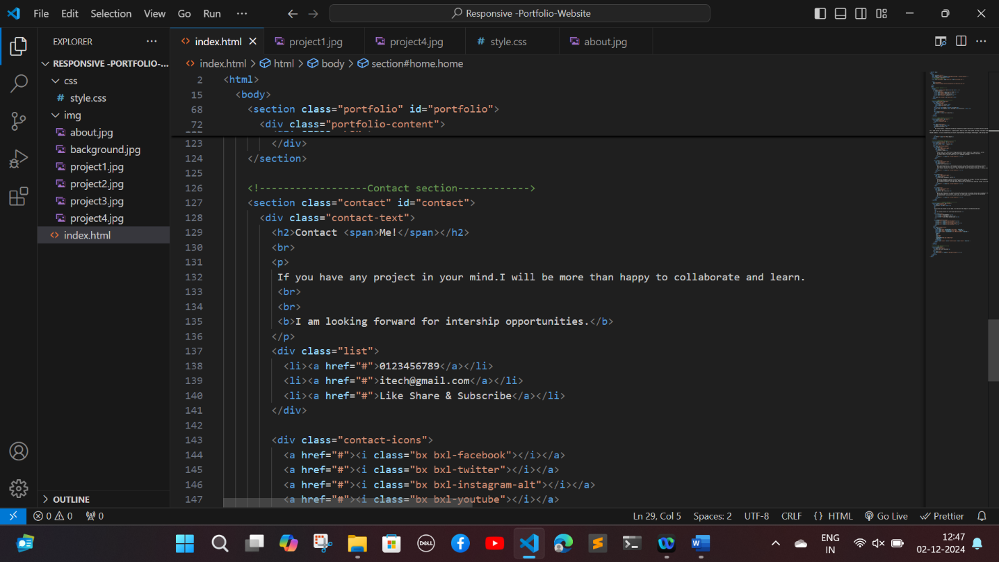 File Edit Selection View Go Run ··· Responsive -Portfolio-Website
EXPLORER ···
index.html project1.jpg project4.jpg # style.css about.jpg
RESPONSIVE -PORTFOLIO-...
css
# style.css
img
about.jpg
background.jpg
project1.jpg
project2.jpg
project3.jpg
project4.jpg
<> index.html
OUTLINE
<> index.html > html > body > section#home.home
2 <html>
15 <body>
68 <section class="portfolio" id="portfolio">
72 <div class="portfolio-content">
123 </div>
124 </section>
125
126 <!------------------Contact section------------>
127 <section class="contact" id="contact">
128 <div class="contact-text">
129 <h2>Contact <span>Me!</span></h2>
130 <br>
131 <p>
132 If you have any project in your mind.I will be more than happy to collaborate and learn.
133 <br>
134 <br>
135 <b>I am looking forward for intership opportunities.</b>
136 </p>
137 <div class="list">
138 <li><a href="#">0123456789</a></li>
139 <li><a href="#">itech@gmail.com</a></li>
140 <li><a href="#">Like Share & Subscribe</a></li>
141 </div>
142
143 <div class="contact-icons">
144 <a href="#"><i class="bx bxl-facebook"></i></a>
145 <a href="#"><i class="bx bxl-twitter"></i></a>
146 <a href="#"><i class="bx bxl-instagram-alt"></i></a>
147 <a href="#"><i class="bx bxl-youtube"></i></a>
0 0 0 Ln 29, Col 5 Spaces: 2 UTF-8 CRLF {} HTML Go Live Prettier
DELL
ENG
IN
12:47
02-12-2024